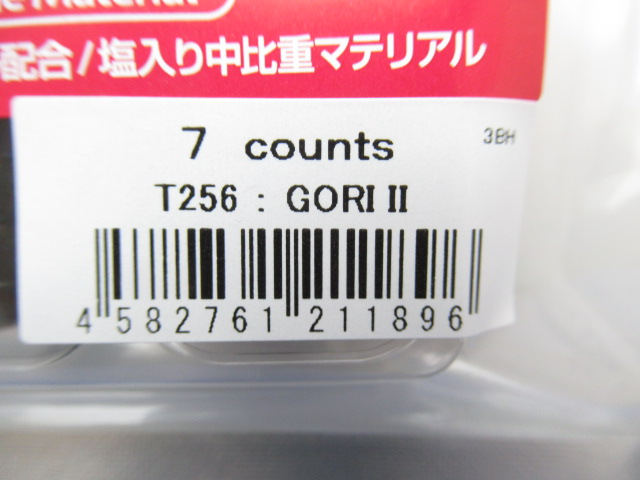 Material
配合/塩入り中比重マテリアル
7 counts
3BH
T256 : GORI II
4 582761 211896